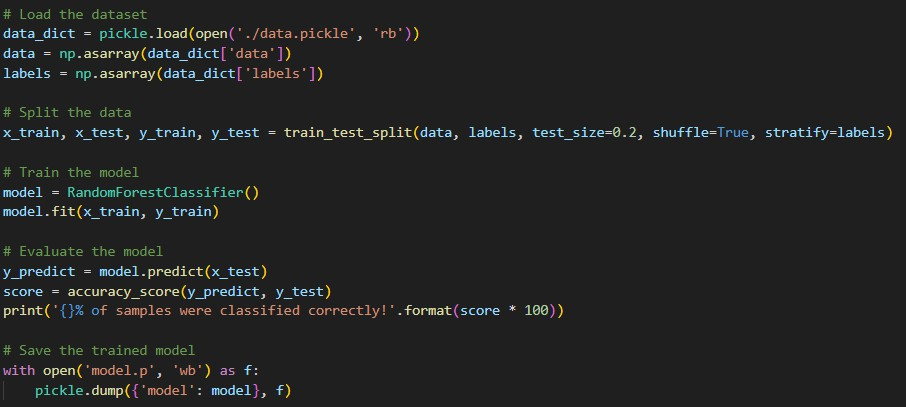 # Load the dataset
data_dict = pickle.load(open('./data.pickle', 'rb'))
data = np.asarray(data_dict['data'])
labels = np.asarray(data_dict['labels'])
# Split the data
x_train, x_test, y_train, y_test = train_test_split(data, labels, test_size=0.2, shuffle=True, stratify=labels)
# Train the model
model = RandomForestClassifier()
model.fit(x_train, y_train)
# Evaluate the model
y_predict = model.predict(x_test)
score = accuracy_score(y_predict, y_test)
print('{}% of samples were classified correctly!'.format(score * 100))
# Save the trained model
with open('model.p', 'wb') as f:
    pickle.dump({'model': model}, f)